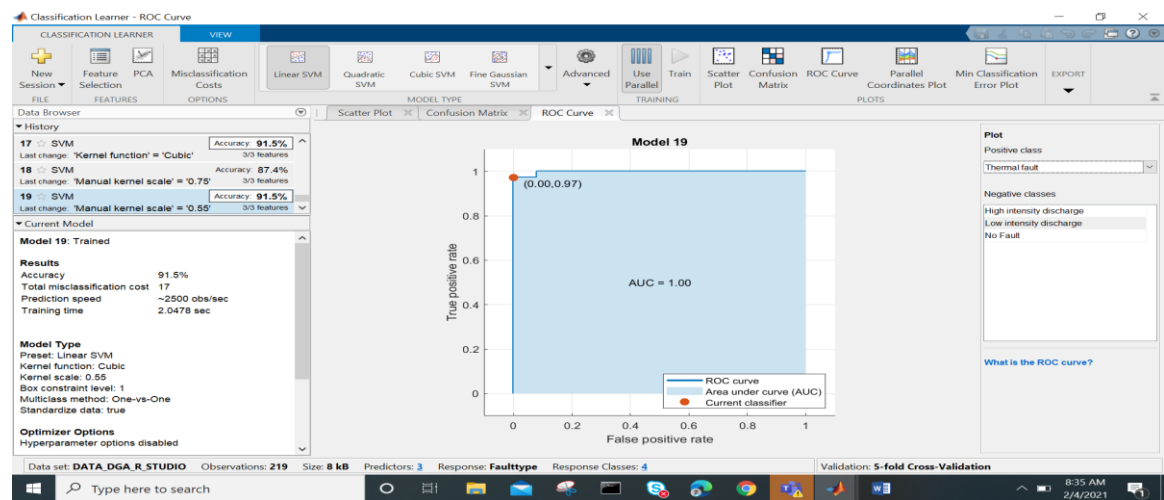 Classification Learner - ROC Curve
CLASSIFICATION LEARNER VIEW
New Session
Feature Selection
PCA
Misclassification Costs
Linear SVM
Quadratic SVM
Cubic SVM
Fine Gaussian SVM
Advanced
Use Parallel
Train
Scatter Plot
Confusion Matrix
ROC Curve
Parallel Coordinates Plot
Min Classification Error Plot
EXPORT
FILE FEATURES OPTIONS MODEL TYPE TRAINING PLOTS
Data Browser
History
17 SVM Accuracy: 91.5%
Last change: 'Kernel function' = 'Cubic' 3/3 features
18 SVM Accuracy: 87.4%
Last change: 'Manual kernel scale' = '0.75' 3/3 features
19 SVM Accuracy: 91.5%
Last change: 'Manual kernel scale' = '0.55' 3/3 features
Current Model
Model 19: Trained
Results
Accuracy 91.5%
Total misclassification cost 17
Prediction speed ~2500 obs/sec
Training time 2.0478 sec
Model Type
Preset: Linear SVM
Kernel function: Cubic
Kernel scale: 0.55
Box constraint level: 1
Multiclass method: One-vs-One
Standardize data: true
Optimizer Options
Hyperparameter options disabled
Scatter Plot Confusion Matrix ROC Curve
Model 19
1
(0.00,0.97)
0.8
0.6
AUC = 1.00
0.4
0.2
0
True positive rate
ROC curve
Area under curve (AUC)
Current classifier
0 0.2 0.4 0.6 0.8 1
False positive rate
Plot
Positive class
Thermal fault
Negative classes
High intensity discharge
Low intensity discharge
No Fault
What is the ROC curve?
Data set: DATA_DGA_R_STUDIO Observations: 219 Size: 8 kB Predictors: 3 Response: Faulttype Response Classes: 4 Validation: 5-fold Cross-Validation
Type here to search
8:35 AM
2/4/2021